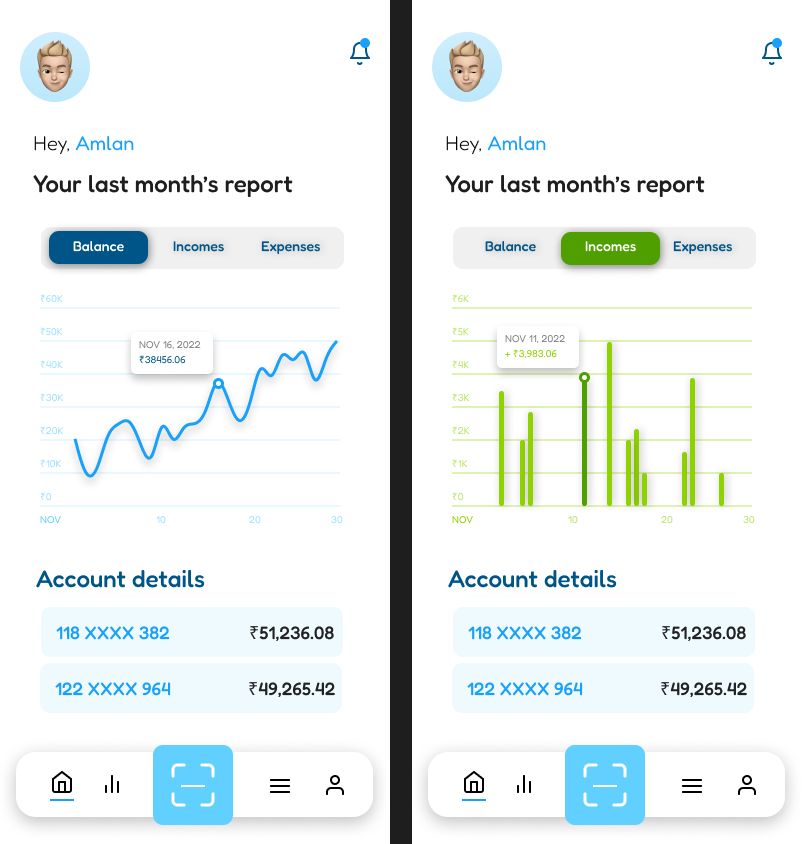 Hey, Amlan
Your last month's report
Balance Incomes Expenses
₹60K
₹50K
NOV 16, 2022
₹38456.06
₹40K
₹30K
₹20K
₹10K
₹0
NOV 10 20 30
Account details
118 XXXX 382 ₹51,236.08
122 XXXX 964 ₹49,265.42
Hey, Amlan
Your last month's report
Balance Incomes Expenses
₹6K
₹5K
NOV 11, 2022
+ ₹3.983.06
₹4K
₹3K
₹2K
₹1K
₹0
NOV 10 20 30
Account details
118 XXXX 382 ₹51,236.08
122 XXXX 964 ₹49,265.42